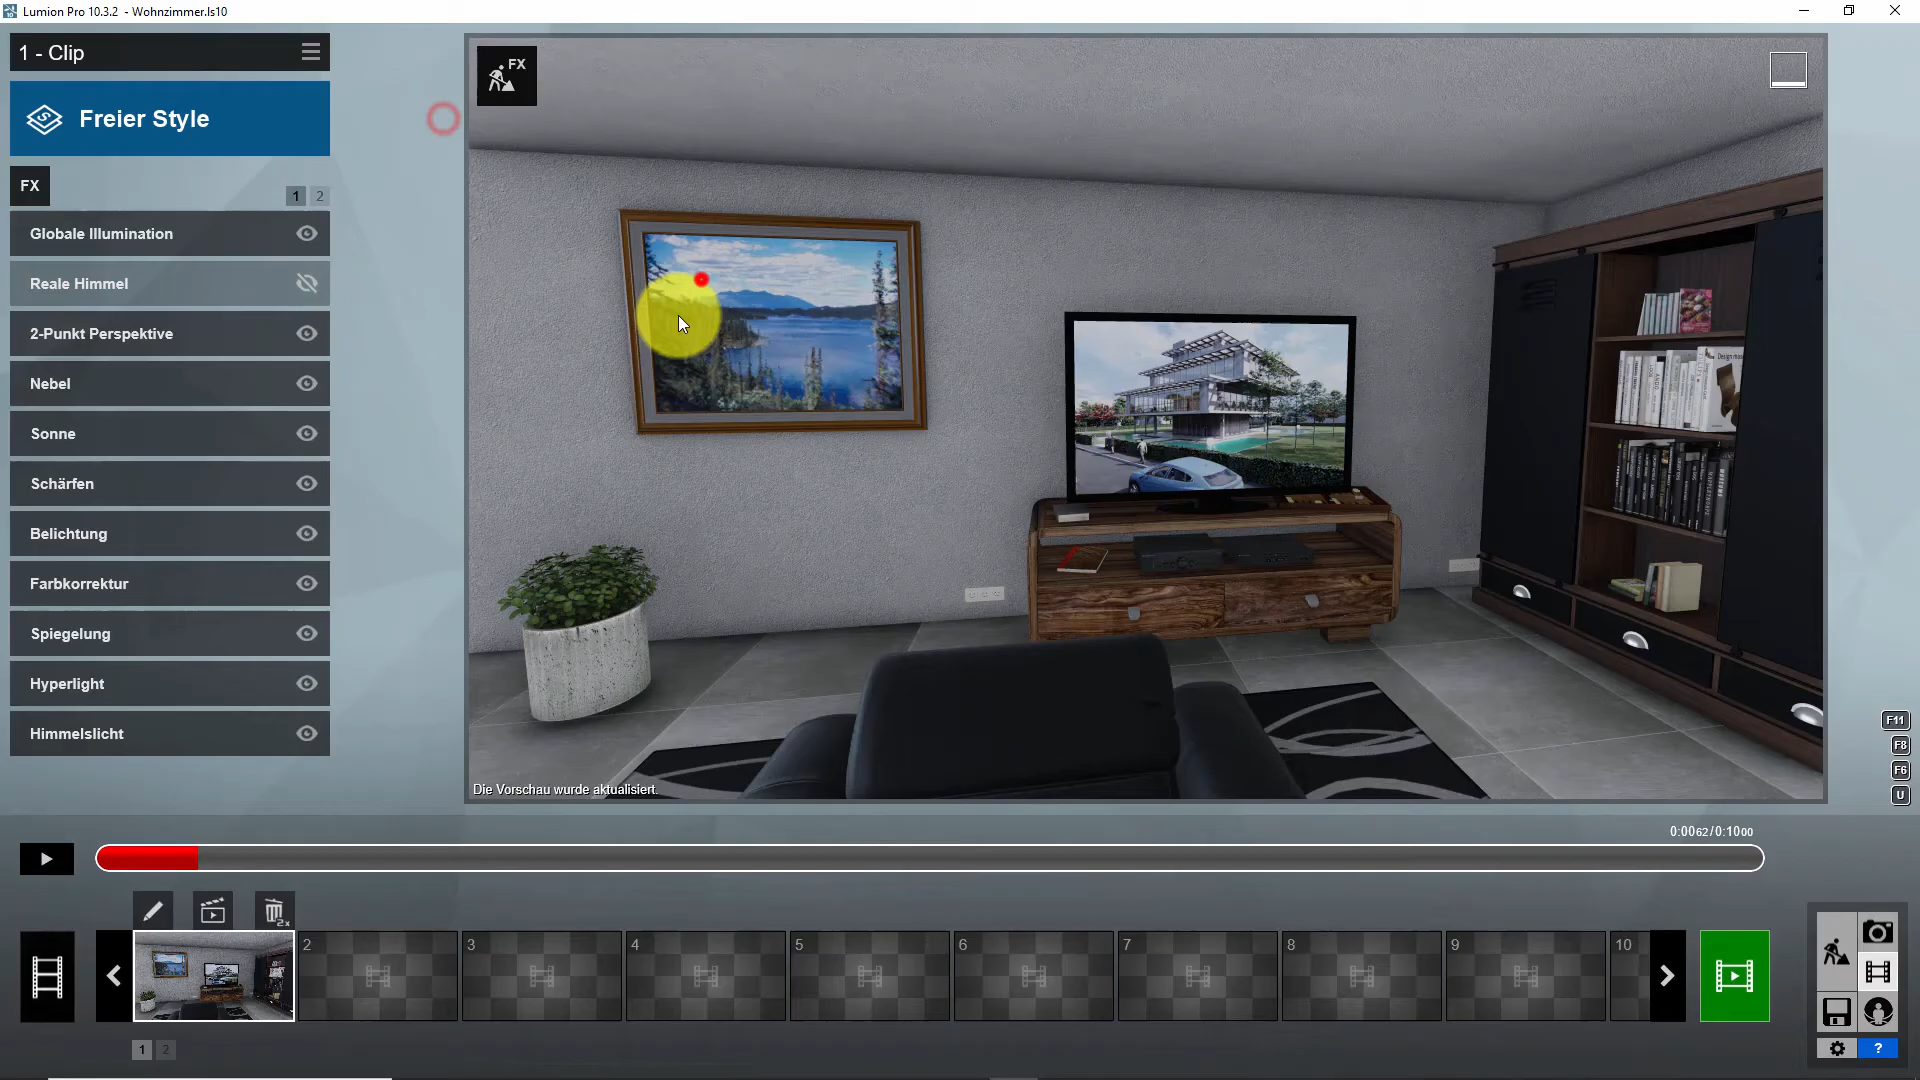 Lumion Pro 10.3.2 - Wohnzimmer.ls10
1 - Clip
Freier Style
FX
1 2
Globale Illumination
Reale Himmel
2-Punkt Perspektive
Nebel
Sonne
Schärfen
Belichtung
Farbkorrektur
Spiegelung
Hyperlight
Himmelslicht
FX
Die Vorschau wurde aktualisiert.
F11
F8
F6
U
0:0062/0:1000
2x
2 3 4 5 6 7 8 9 10
1 2
?